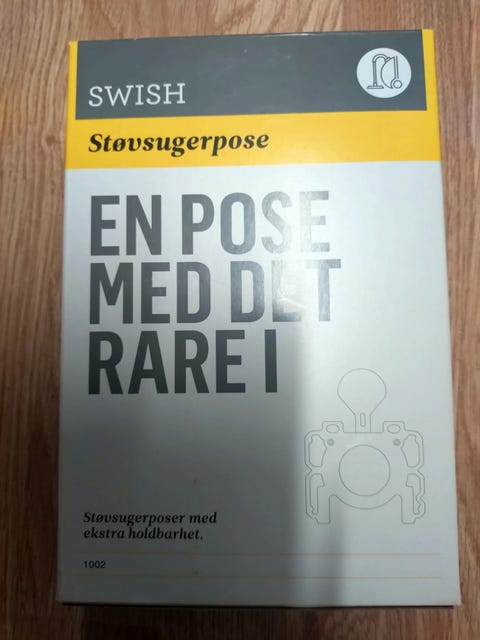 SWISH
Støvsugerpose
EN POSE
MED DET
RARE I
Støvsugerposer med
ekstra holdbarhet.
1002